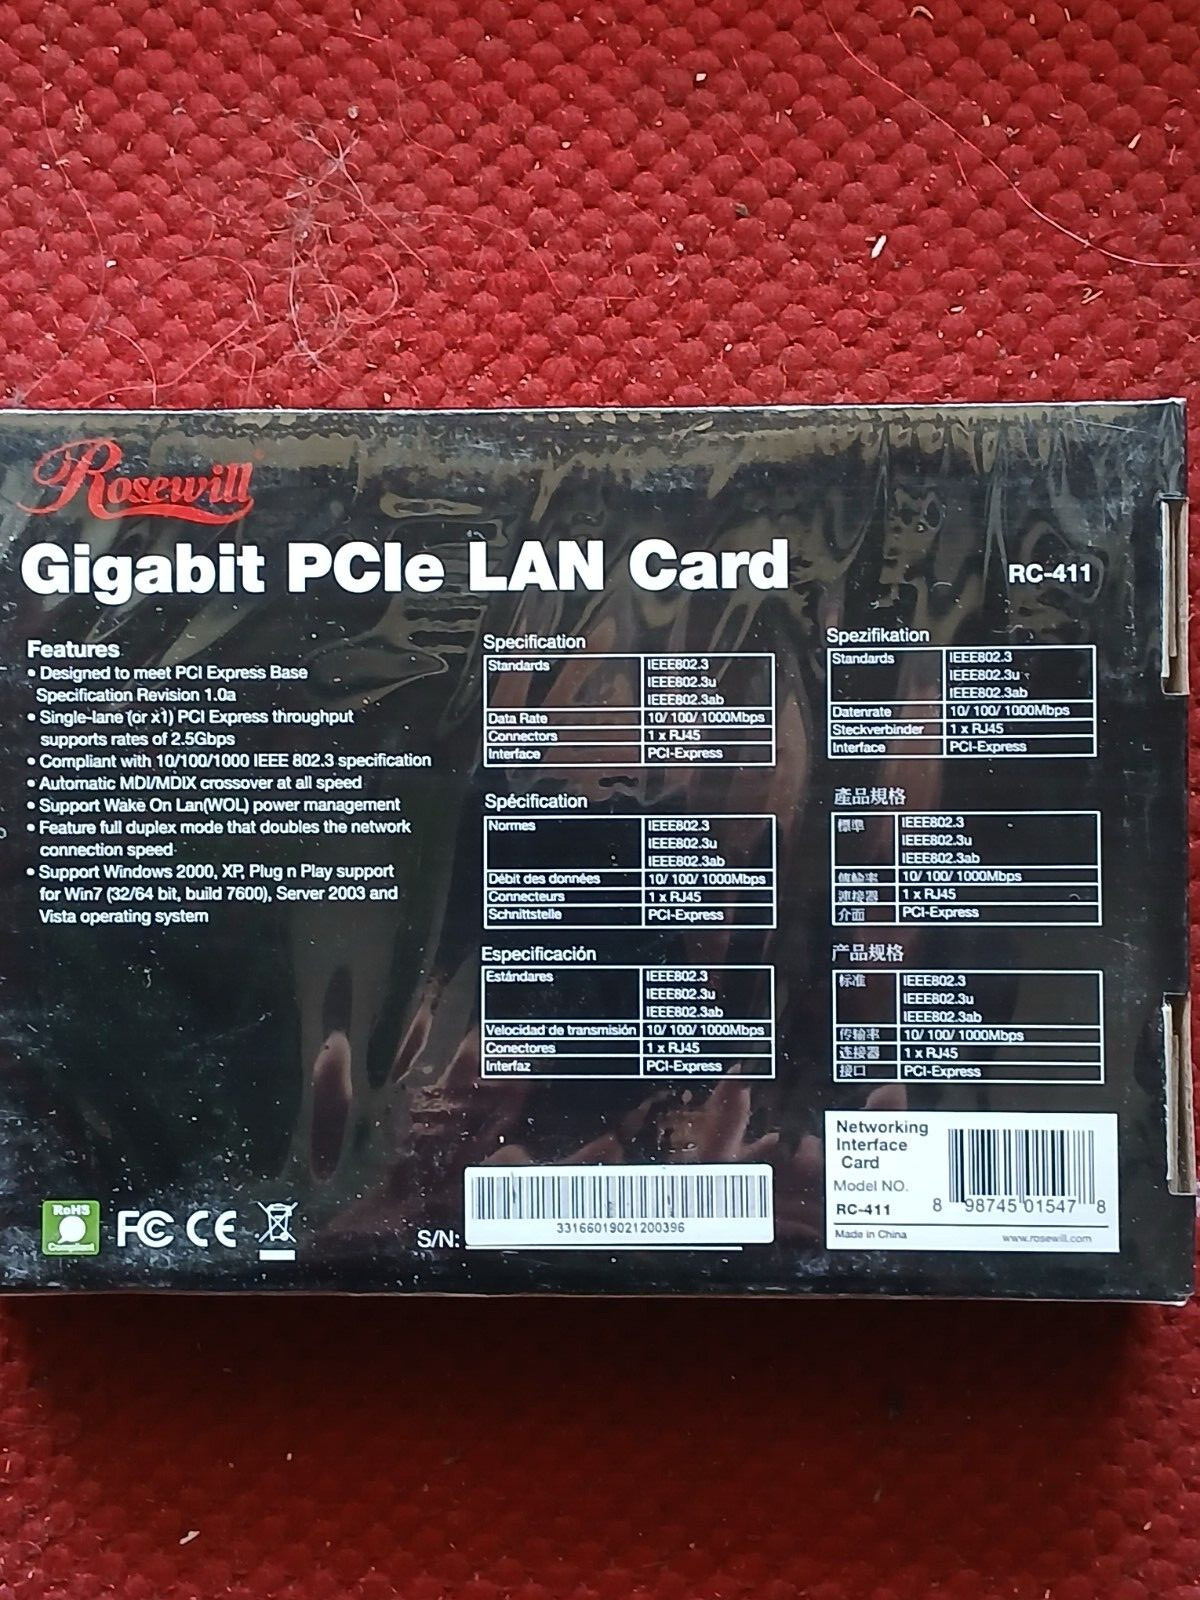 Rosewill
Gigabit PCIe LAN Card
RC-411
Features
• Designed to meet PCI Express Base
Specification Revision 1.0a
• Single-lane (or x1) PCI Express throughput
supports rates of 2.5Gbps
• Compliant with 10/100/1000 IEEE 802.3 specification
• Automatic MDI/MDIX crossover at all speed
• Support Wake On Lan(WOL) power management
• Feature full duplex mode that doubles the network
connection speed
• Support Windows 2000, XP, Plug n Play support
for Win7 (32/64 bit, build 7600), Server 2003 and
Vista operating system
Specification
Standards IEEE802.3
IEEE802.3u
IEEE802.3ab
Data Rate 10/ 100/ 1000Mbps
Connectors 1 x RJ45
Interface PCI-Express
Spécification
Normes IEEE802.3
IEEE802.3u
IEEE802.3ab
Débit des données 10/ 100/ 1000Mbps
Connecteurs 1 x RJ45
Schnittstelle PCI-Express
Especificación
Estándares IEEE802.3
IEEE802.3u
IEEE802.3ab
Velocidad de transmisión 10/ 100/ 1000Mbps
Conectores 1 x RJ45
Interfaz PCI-Express
Spezifikation
Standards IEEE802.3
IEEE802.3u
IEEE802.3ab
Datenrate 10/ 100/ 1000Mbps
Steckverbinder 1 x RJ45
Interface PCI-Express
產品規格
標準 IEEE802.3
IEEE802.3u
IEEE802.3ab
傳輸率 10/ 100/ 1000Mbps
連接器 1 x RJ45
介面 PCI-Express
产品规格
标准 IEEE802.3
IEEE802.3u
IEEE802.3ab
传输率 10/ 100/ 1000Mbps
连接器 1 x RJ45
接口 PCI-Express
RoHS
Compliant
FC CE
S/N:
33166019021200396
Networking
Interface
Card
Model NO.
RC-411
8 98745 01547 8
Made in China
www.rosewill.com